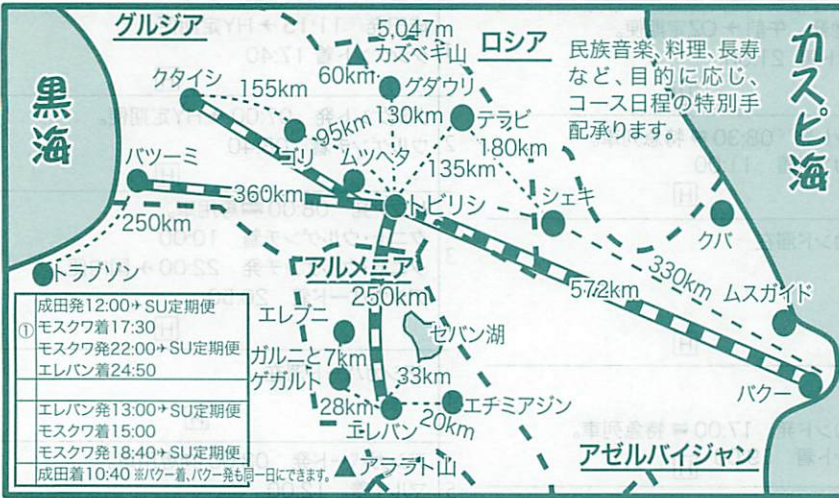 グルジア
5,047m
カズベキ山
ロシア
カスピ海
民族音楽、料理、長寿
など、目的に応じ、
コース日程の特別手
配承ります。
黒海
クタイシ
155km
60km
グダウリ
130km
テラビ
95km
ゴリ
ムツヘタ
135km
180km
バツーミ
360km
トビリシ
シェキ
クバ
250km
トラブソン
330km
572km
ムスガイド
アルメニア
250km
エレブニ
セバン湖
ガルニと
ゲガルト
7km
33km
28km
20km
エチミアジン
エレバン
アララト山
バクー
アゼルバイジャン
① 成田発12:00✈SU定期便
モスクワ着17:30
モスクワ発22:00✈SU定期便
エレバン着24:50
エレバン発13:00✈SU定期便
モスクワ着15:00
モスクワ発18:40✈SU定期便
成田着10:40 ※バクー着、バクー発も同一日にできます。